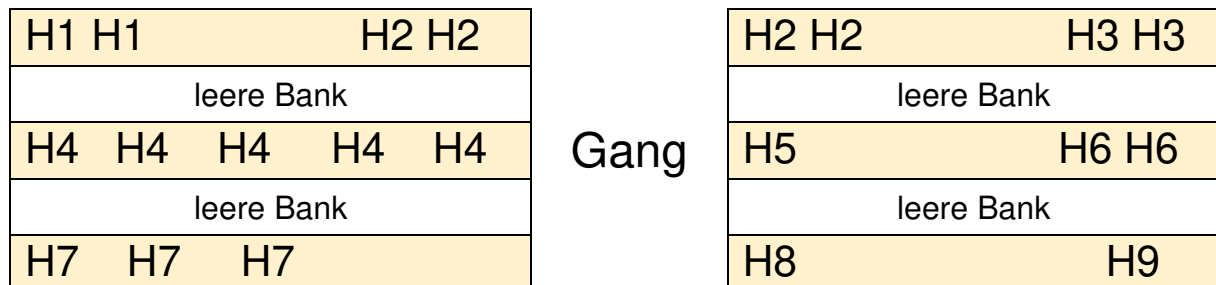 H1 H1 H2 H2 H2 H2 H3 H3
leere Bank leere Bank
H4 H4 H4 H4 H4 Gang H5 H6 H6
leere Bank leere Bank
H7 H7 H7 H8 H9